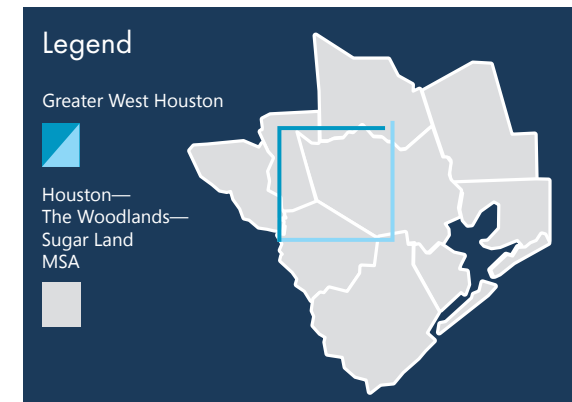 Legend
Greater West Houston
Houston—
The Woodlands—
Sugar Land
MSA